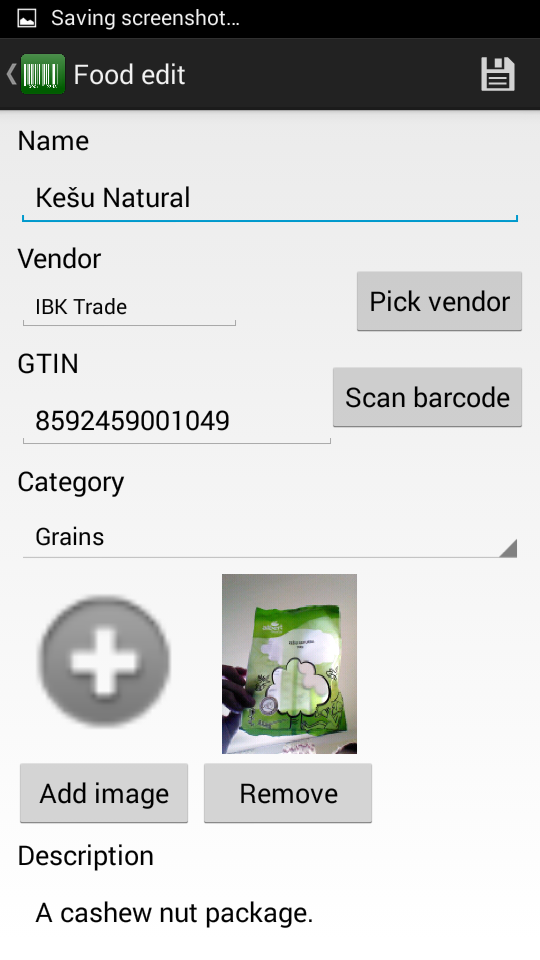 Saving screenshot...
Food edit
Name
Kešu Natural
Vendor
IBK Trade
Pick vendor
GTIN
8592459001049
Scan barcode
Category
Grains
Add image
Remove
Description
A cashew nut package.